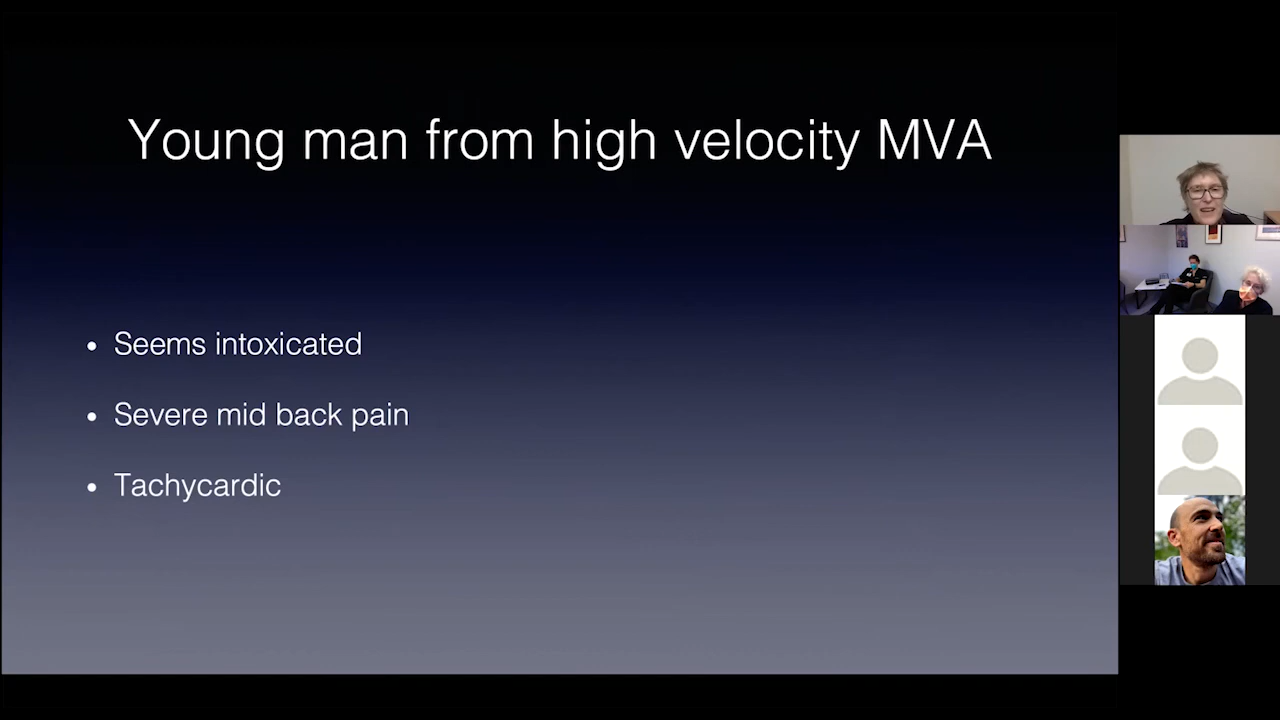 Young man from high velocity MVA
• Seems intoxicated
• Severe mid back pain
• Tachycardic